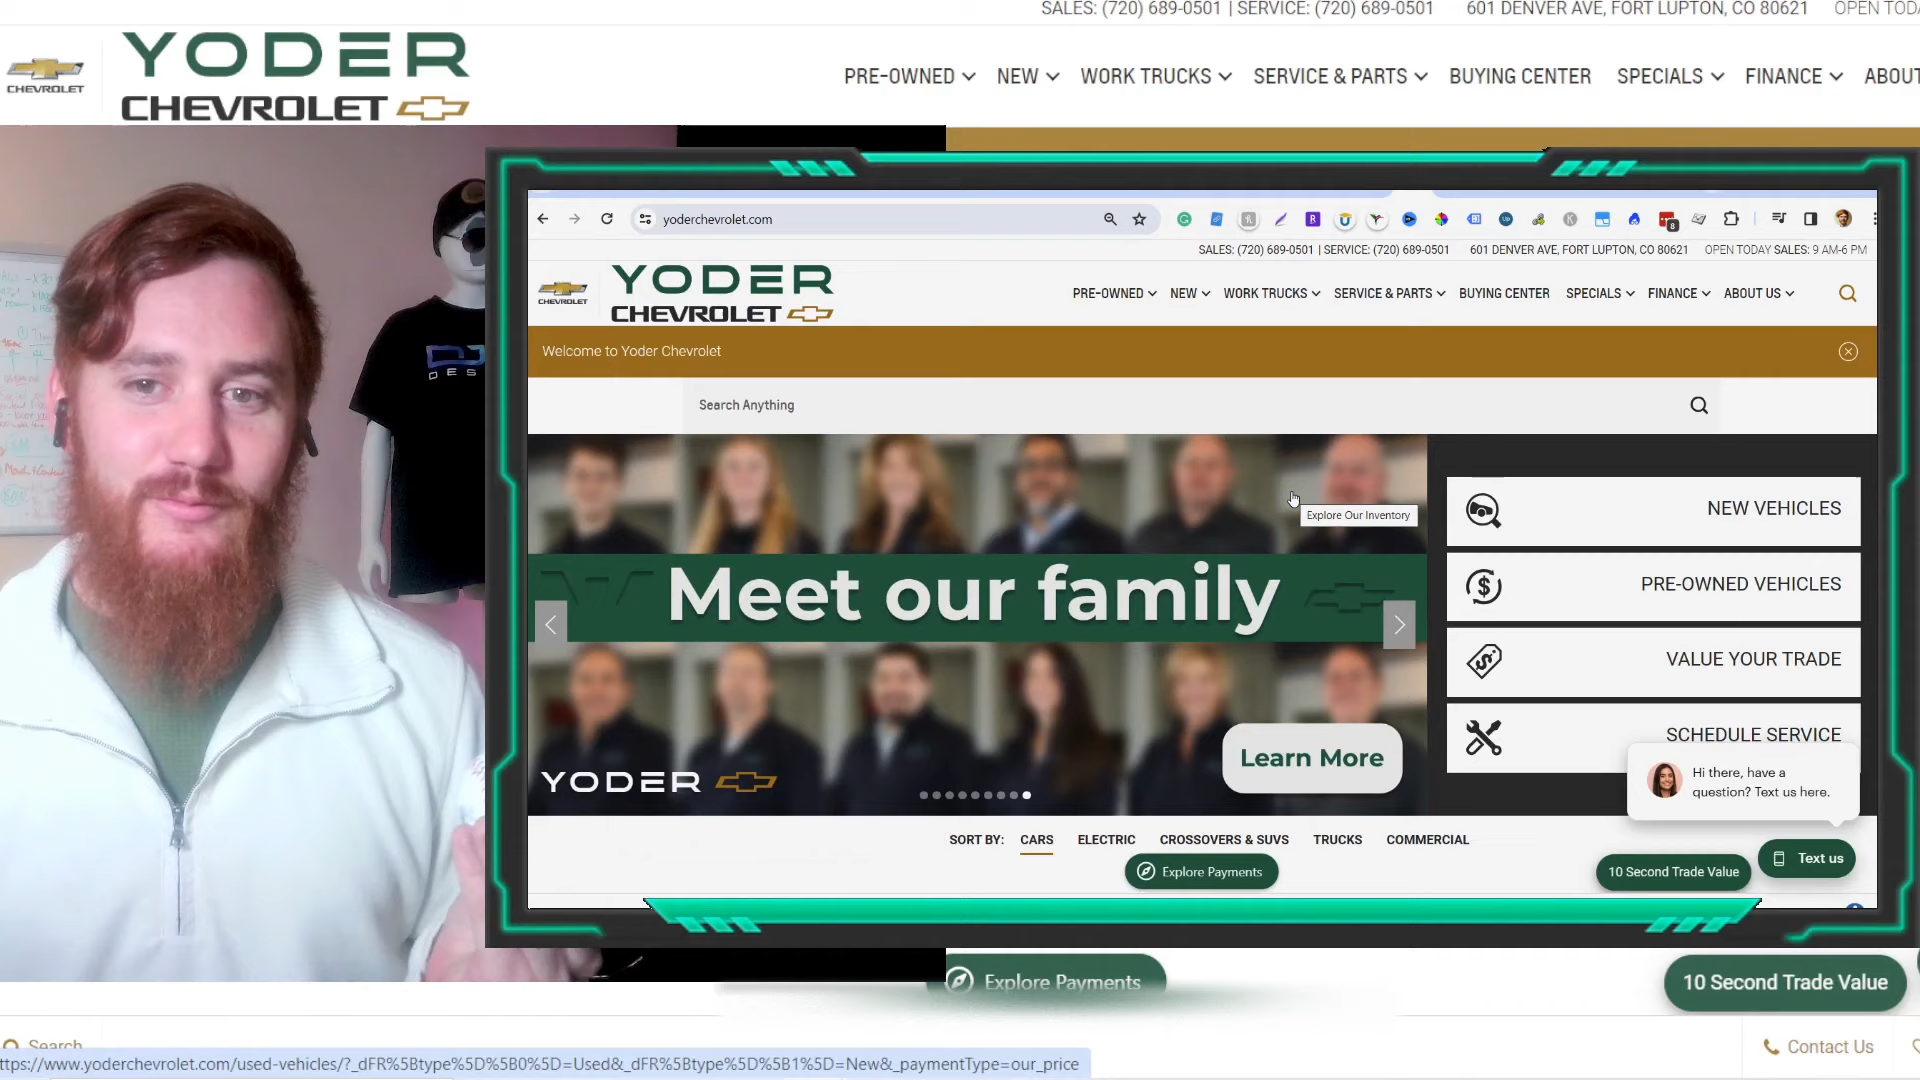 SALES: (720) 689-0501 | SERVICE: (720) 689-0501 601 DENVER AVE, FORT LUPTON, CO 80621 OPEN TODA
CHEVROLET
YODER
CHEVROLET
PRE-OWNED NEW WORK TRUCKS SERVICE & PARTS BUYING CENTER SPECIALS FINANCE ABOUT
yoderchevrolet.com
SALES: (720) 689-0501 | SERVICE: (720) 689-0501 601 DENVER AVE, FORT LUPTON, CO 80621 OPEN TODAY SALES: 9 AM-6 PM
CHEVROLET
YODER
CHEVROLET
PRE-OWNED NEW WORK TRUCKS SERVICE & PARTS BUYING CENTER SPECIALS FINANCE ABOUT US
Welcome to Yoder Chevrolet
Search Anything
Explore Our Inventory
Meet our family
Learn More
YODER
NEW VEHICLES
PRE-OWNED VEHICLES
VALUE YOUR TRADE
SCHEDULE SERVICE
Hi there, have a
question? Text us here.
SORT BY: CARS ELECTRIC CROSSOVERS & SUVS TRUCKS COMMERCIAL
Explore Payments
10 Second Trade Value
Text us
Explore Payments
10 Second Trade Value
Search
Contact Us
ttps://www.yoderchevrolet.com/used-vehicles/?_dFR%5Btype%5D%5B0%5D=Used&_dFR%5Btype%5D%5B1%5D=New&_paymentType=our_price